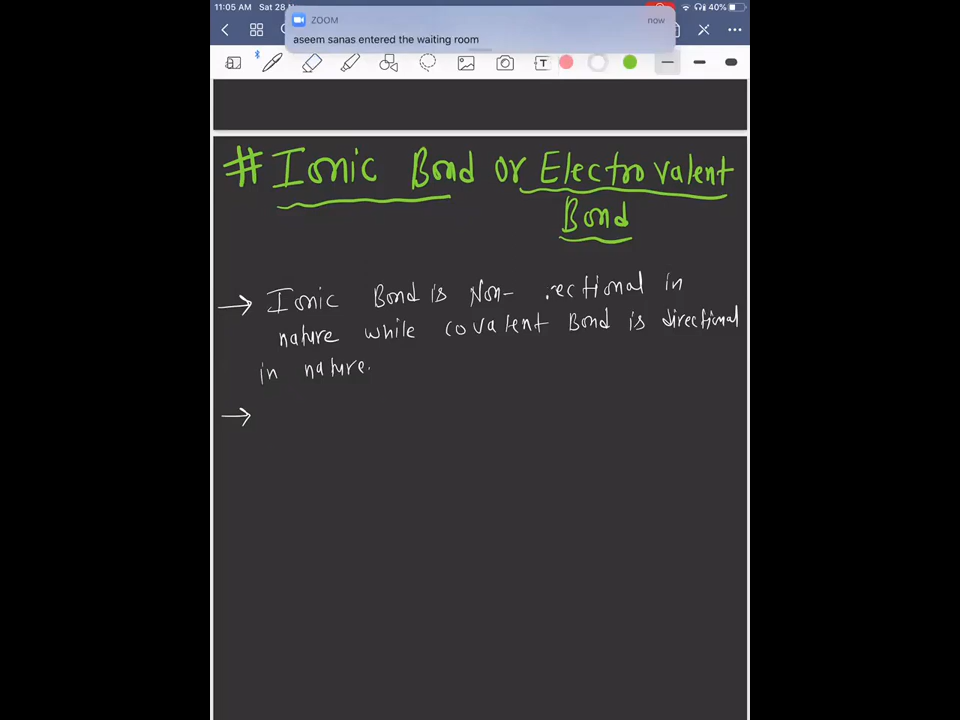 11:05 AM Sat 28 N 40%
ZOOM now
aseem sanas entered the waiting room
T
# Ionic Bond or Electrovalent
Bond
→ Ionic Bond is Non- rectional in
nature while covalent Bond is directional
in nature.
→